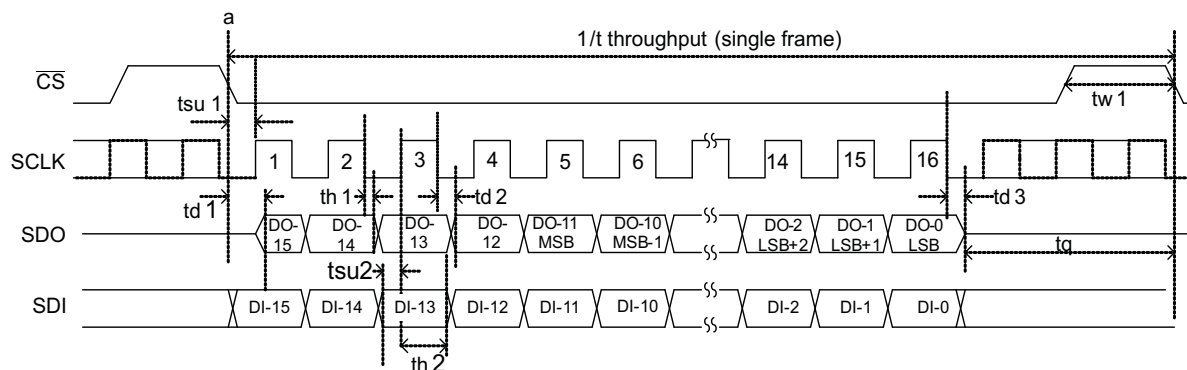 a
1/t throughput (single frame)
CS
tsu 1
tw 1
SCLK
1 2 3 4 5 6 14 15 16
td 1
th 1
td 2
td 3
SDO
DO-15
DO-14
DO-13
DO-12
DO-11 MSB
DO-10 MSB-1
DO-2 LSB+2
DO-1 LSB+1
DO-0 LSB
tq
tsu2
SDI
DI-15 DI-14 DI-13 DI-12 DI-11 DI-10 DI-2 DI-1 DI-0
th 2